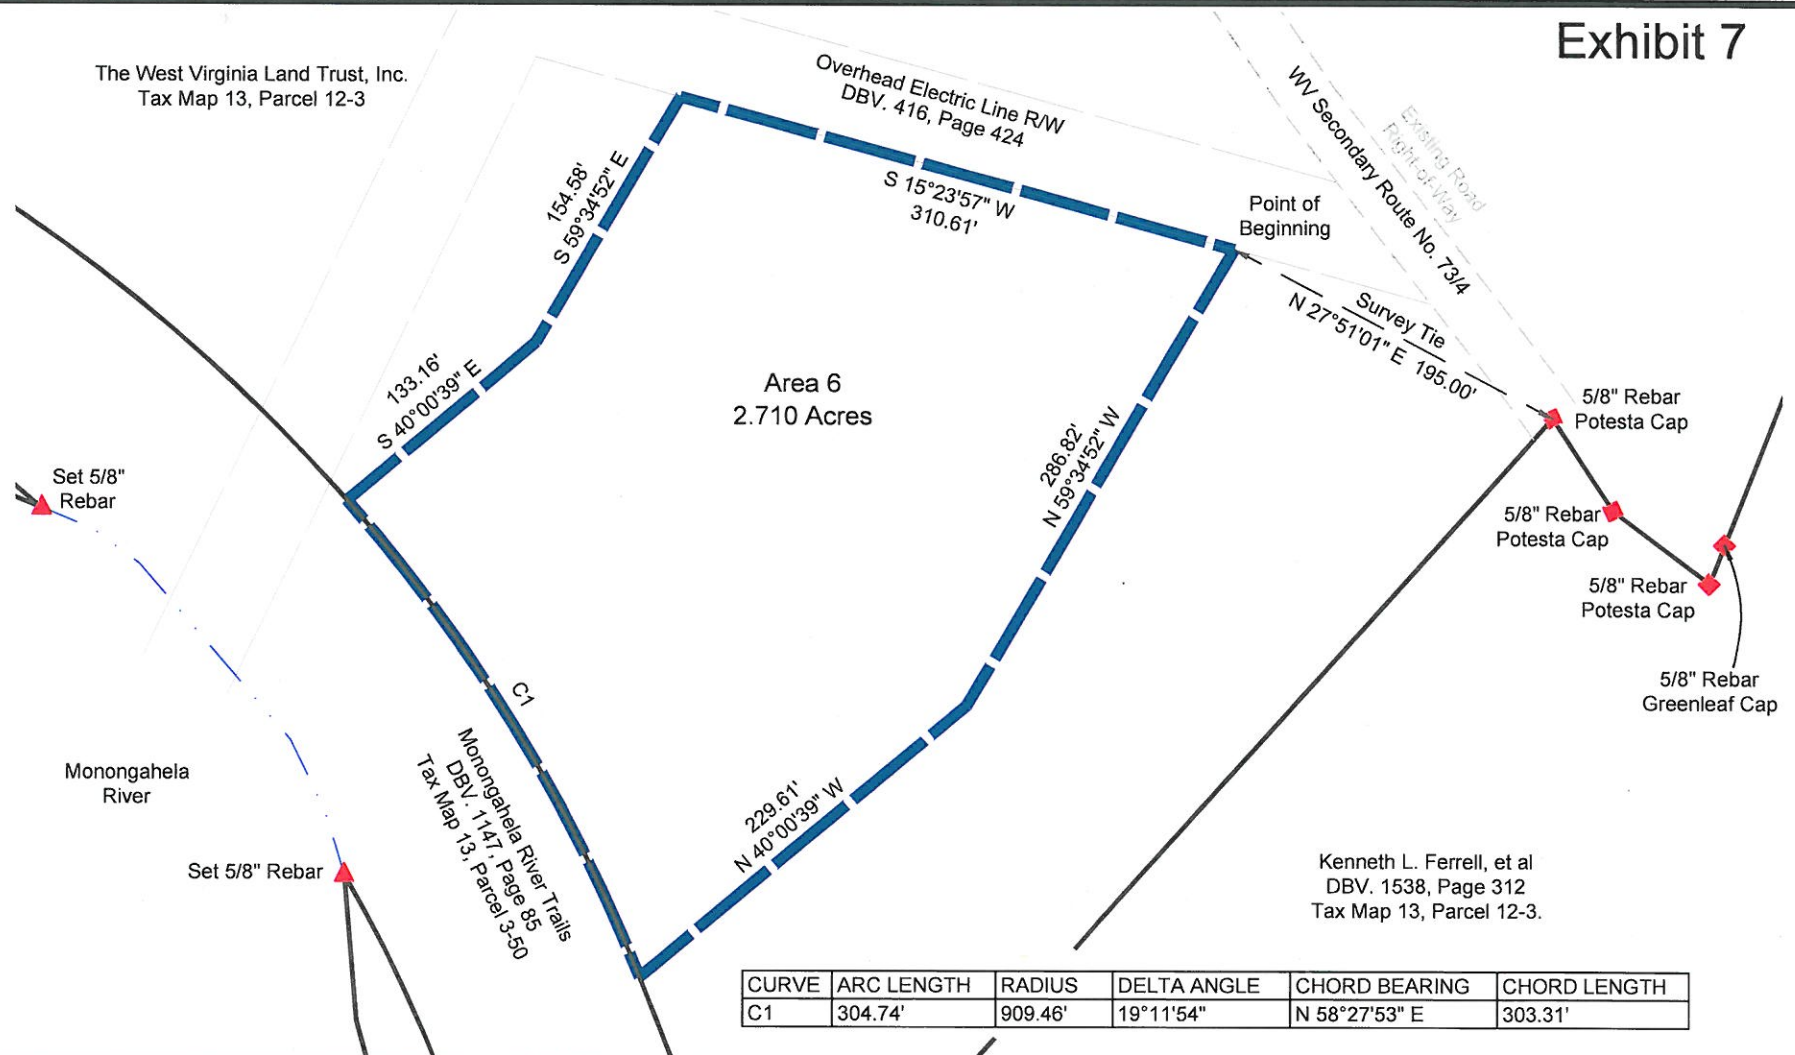 Exhibit 7
The West Virginia Land Trust, Inc.
Tax Map 13, Parcel 12-3
Overhead Electric Line R/W
DBV. 416, Page 424
WV Secondary Route No. 73/4
Existing Road
Right-of-Way
154.58'
S 59°34'52" E
S 15°23'57" W
310.61'
Point of
Beginning
Survey Tie
N 27°51'01" E 195.00'
133.16'
S 40°00'39" E
Area 6
2.710 Acres
5/8" Rebar
Potesta Cap
286.82'
N 59°34'52" W
Set 5/8"
Rebar
5/8" Rebar
Potesta Cap
5/8" Rebar
Potesta Cap
5/8" Rebar
Greenleaf Cap
C1
Monongahela River Trails
DBV. 1147, Page 85
Tax Map 13, Parcel 3-50
Monongahela
River
229.61'
N 40°00'39" W
Set 5/8" Rebar
Kenneth L. Ferrell, et al
DBV. 1538, Page 312
Tax Map 13, Parcel 12-3.
CURVE ARC LENGTH RADIUS DELTA ANGLE CHORD BEARING CHORD LENGTH
C1 304.74' 909.46' 19°11'54" N 58°27'53" E 303.31'